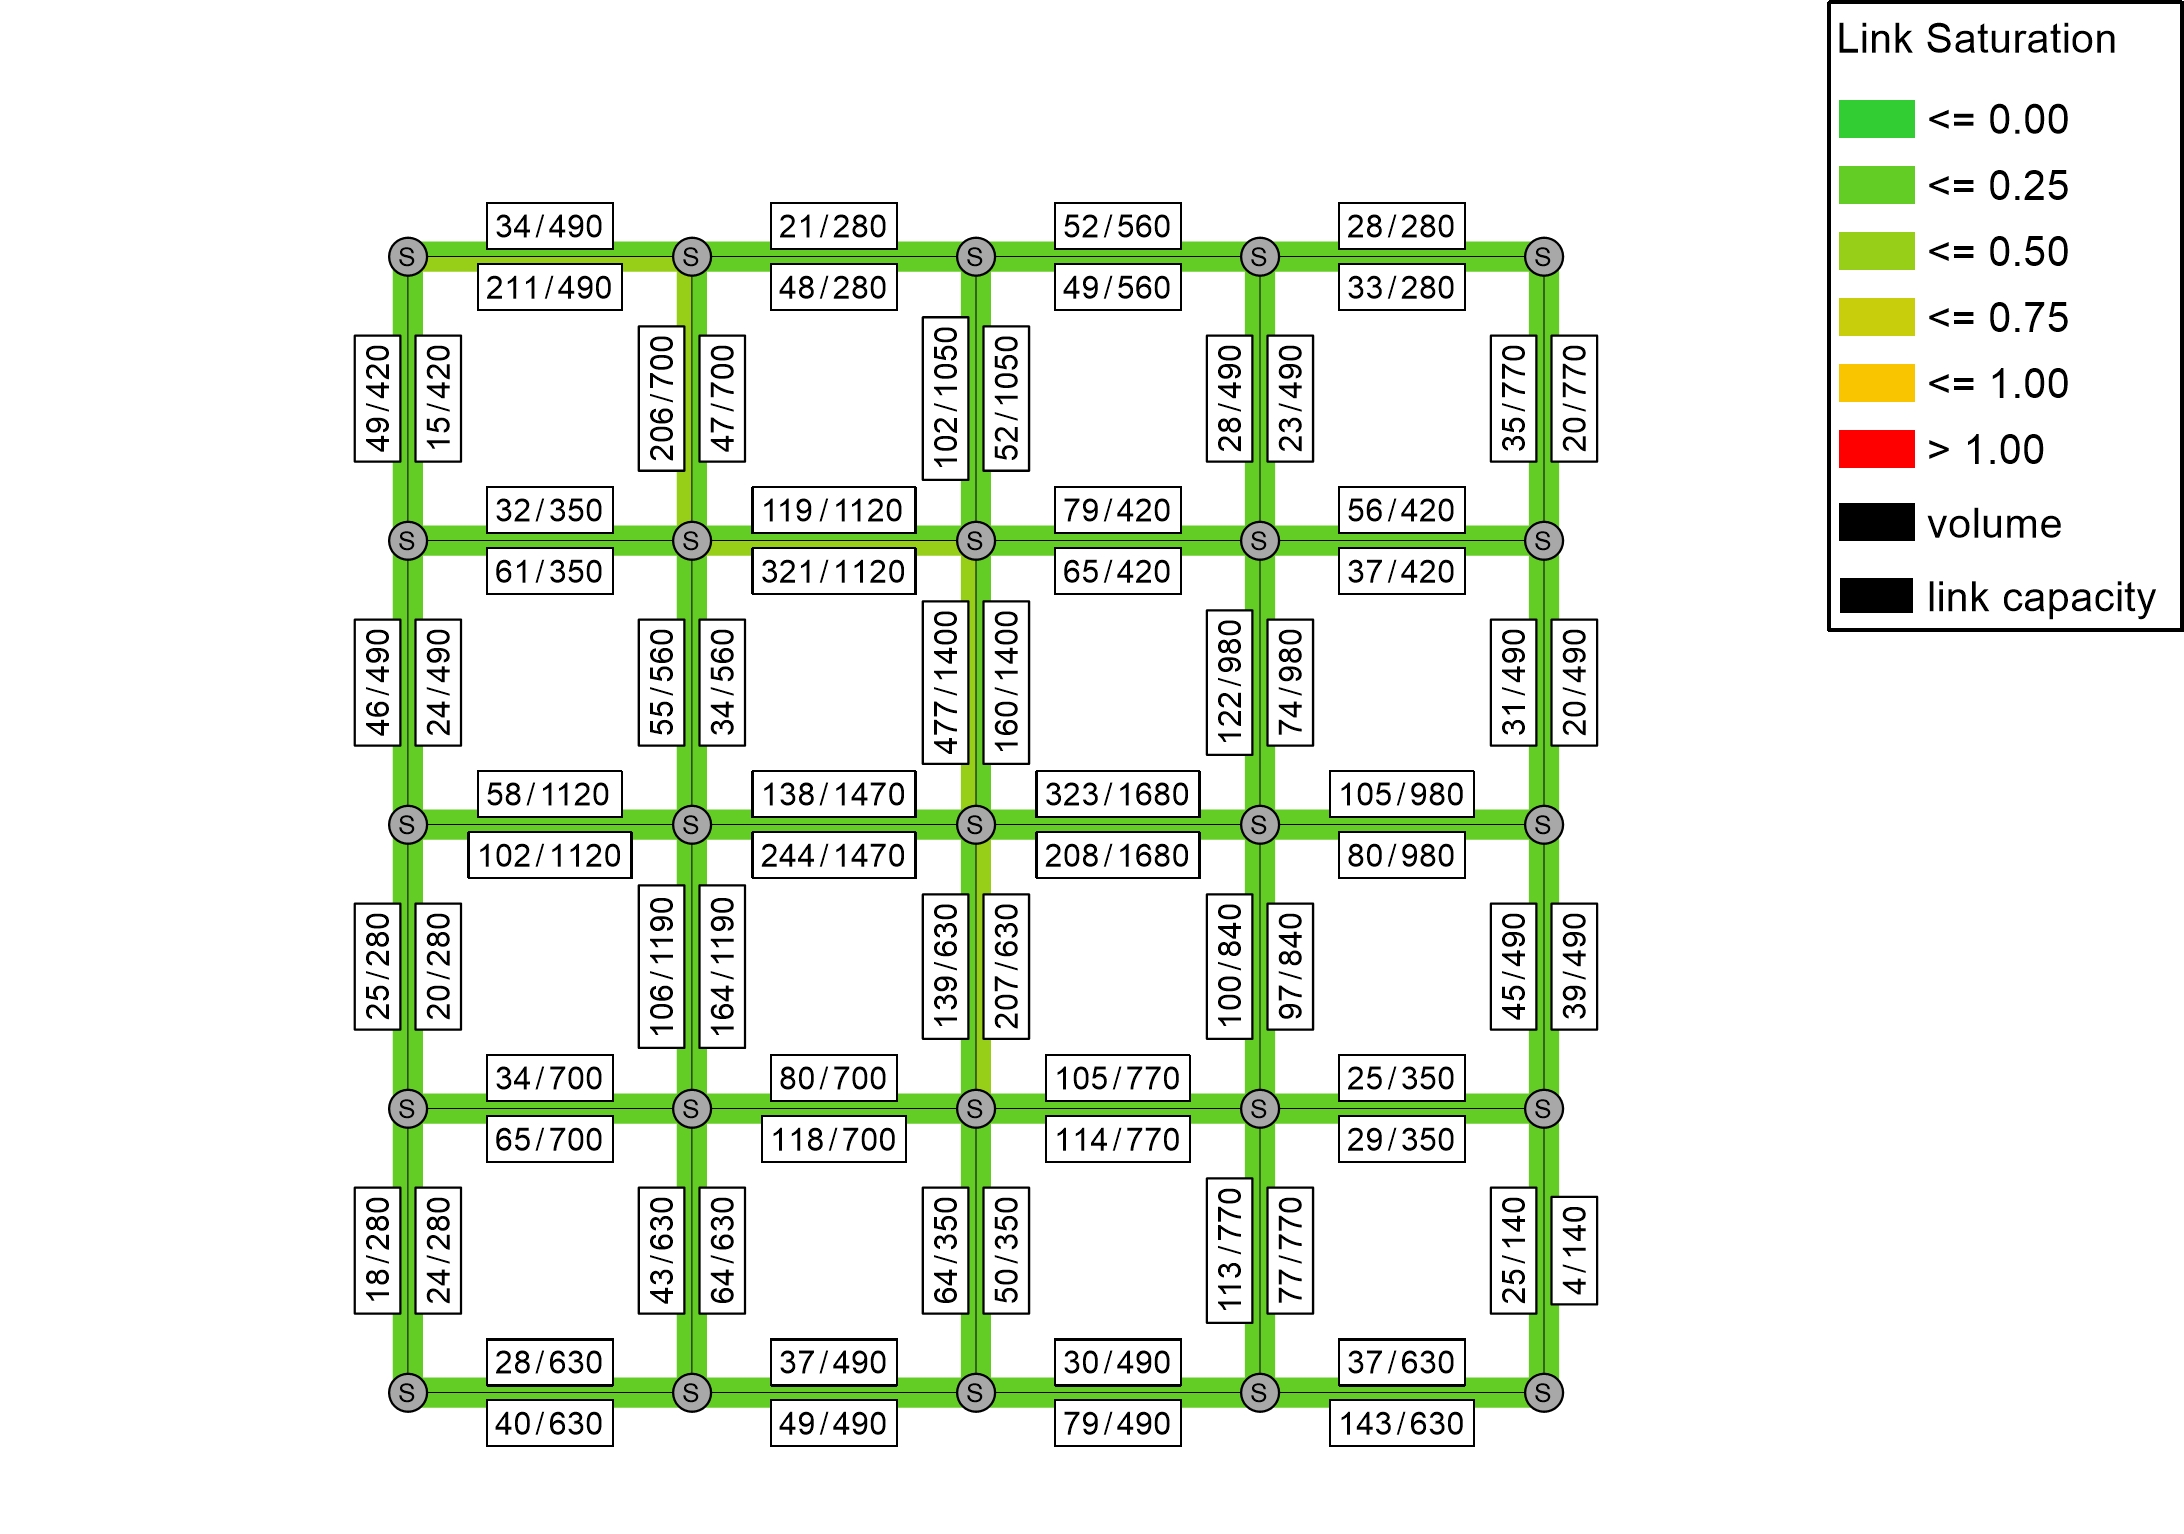 Link Saturation
<= 0.00
<= 0.25
<= 0.50
<= 0.75
<= 1.00
> 1.00
volume
link capacity
34/490 21/280 52/560 28/280
S S S S S
211/490 48/280 49/560 33/280
49/420 15/420 206/700 47/700 102/1050 52/1050 28/490 23/490 35/770 20/770
32/350 119/1120 79/420 56/420
S S S S S
61/350 321/1120 65/420 37/420
46/490 24/490 55/560 34/560 477/1400 160/1400 122/980 74/980 31/490 20/490
58/1120 138/1470 323/1680 105/980
S S S S S
102/1120 244/1470 208/1680 80/980
25/280 20/280 106/1190 164/1190 139/630 207/630 100/840 97/840 45/490 39/490
34/700 80/700 105/770 25/350
S S S S S
65/700 118/700 114/770 29/350
18/280 24/280 43/630 64/630 64/350 50/350 113/770 77/770 25/140 4/140
28/630 37/490 30/490 37/630
S S S S S
40/630 49/490 79/490 143/630